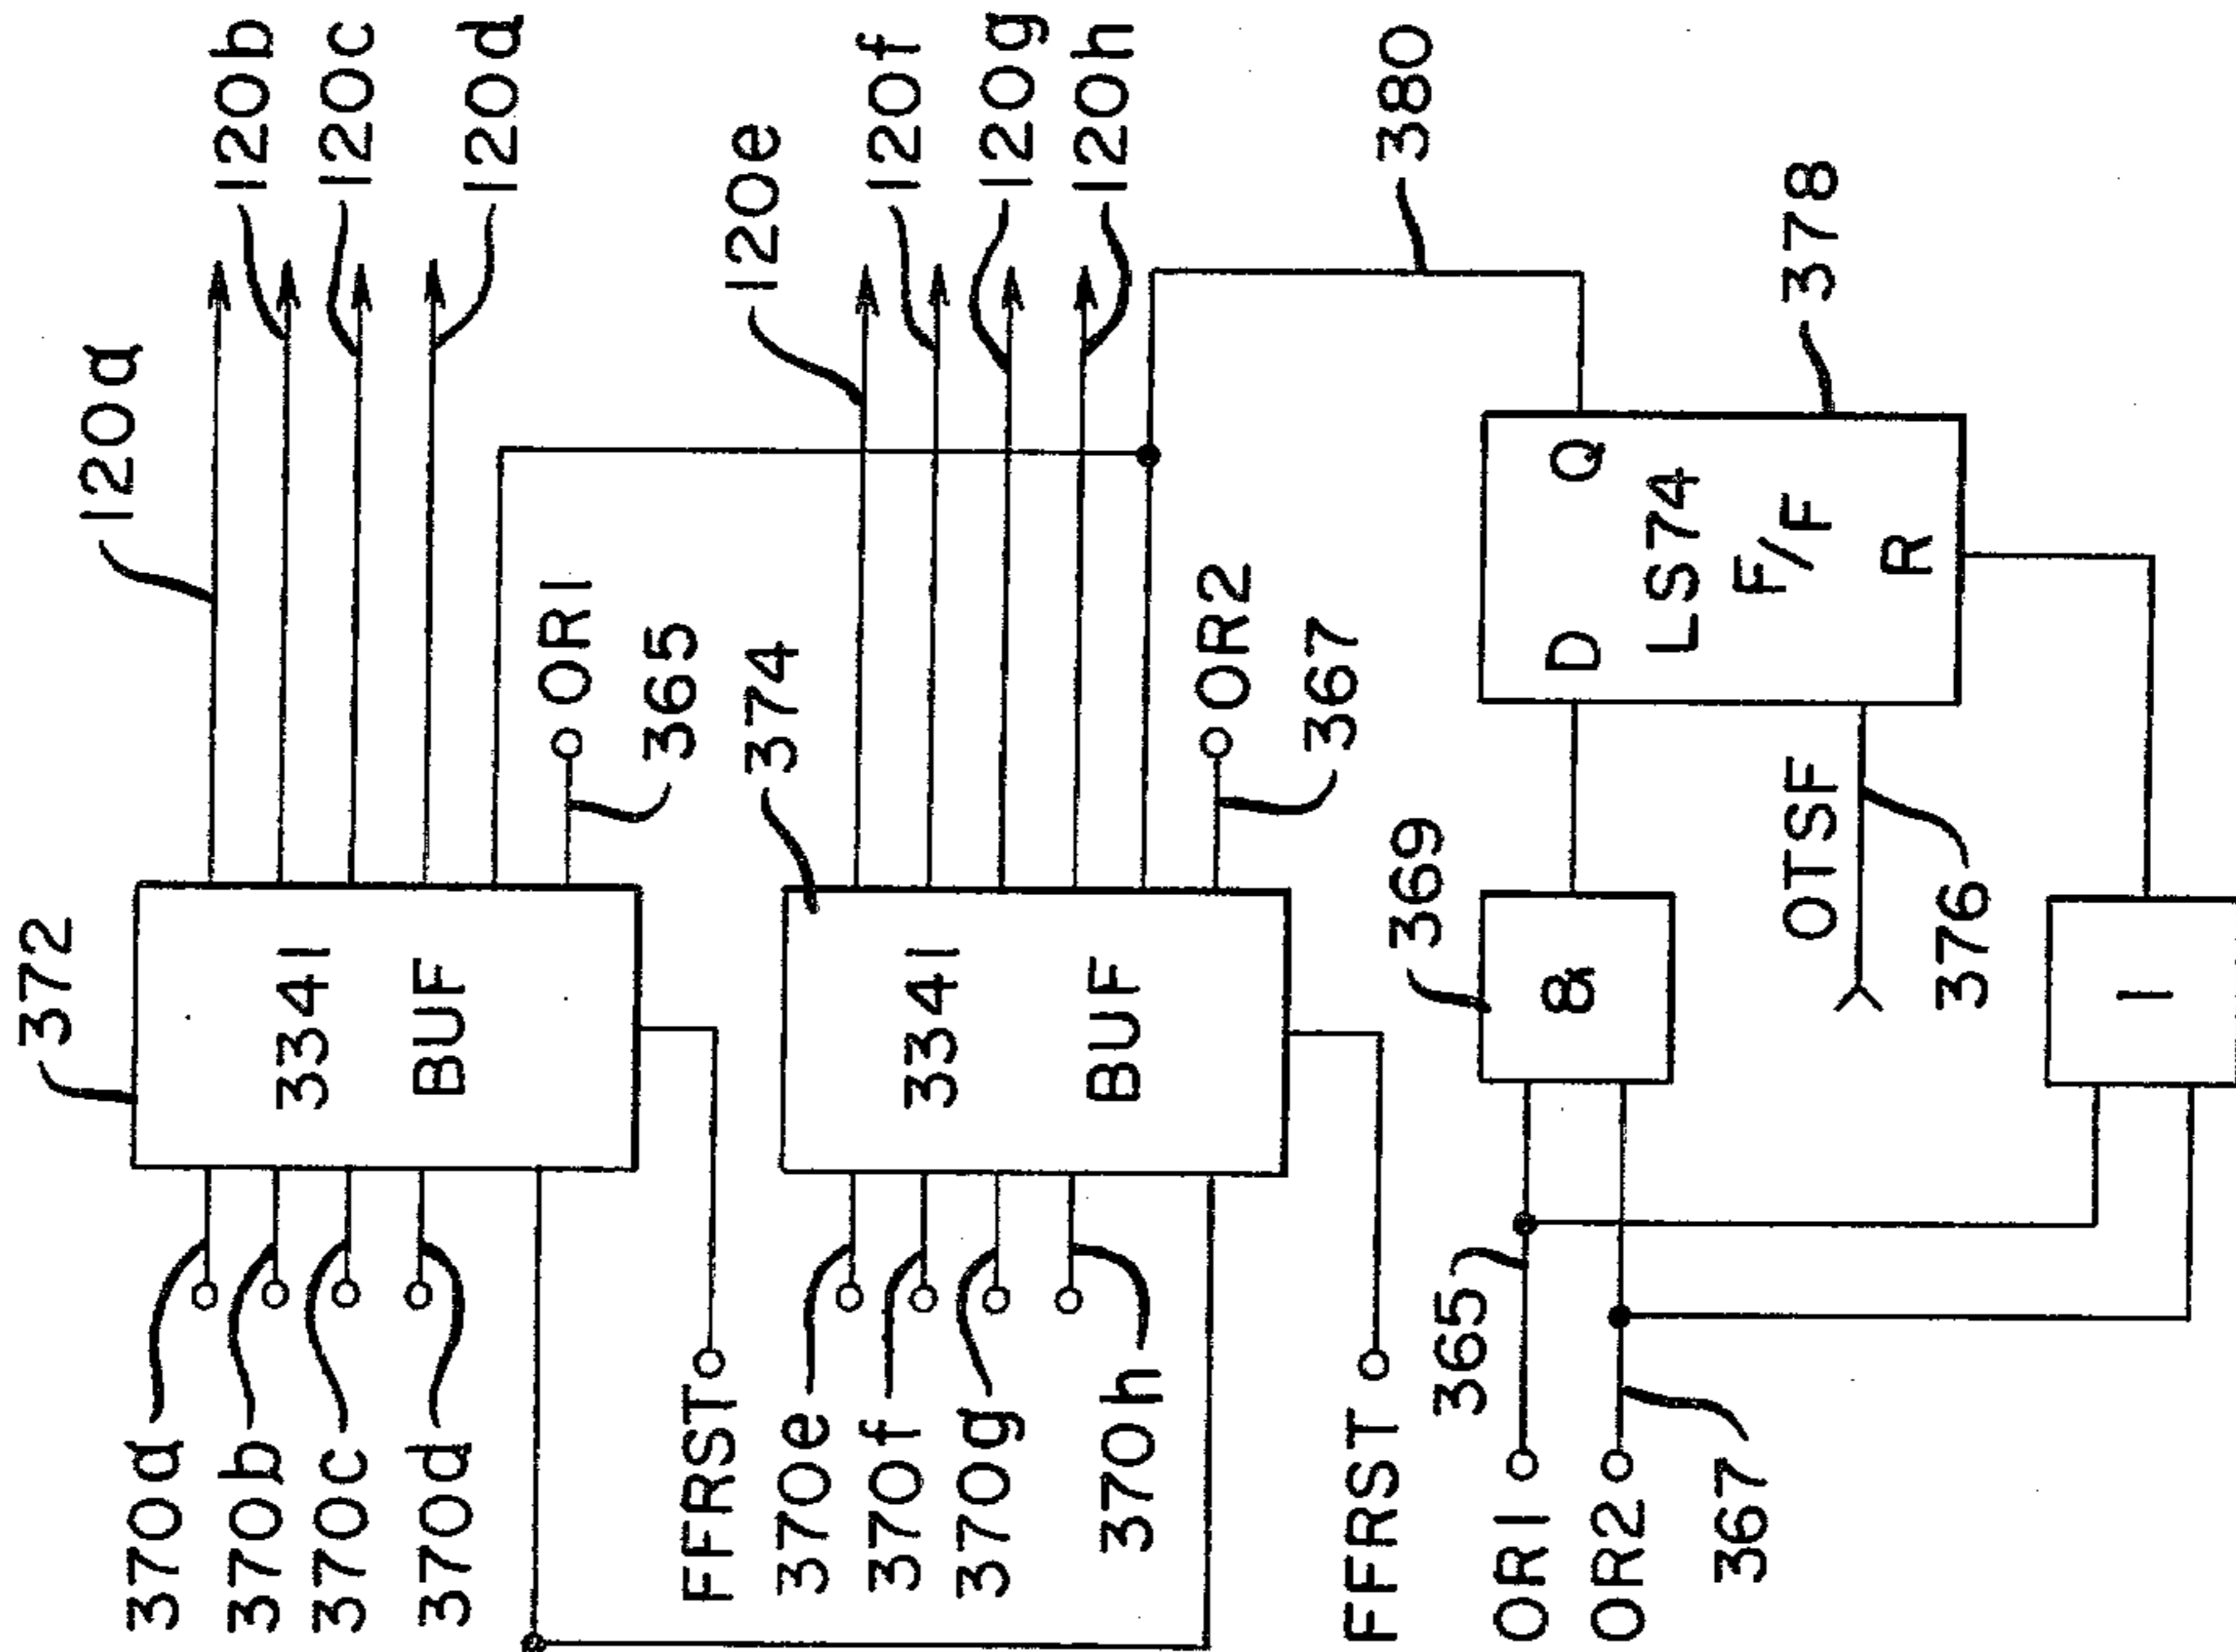 372
370a
370b
370c
370d
3341
BUF
120a
120b
120c
120d
OR1
365
FFRST
374
370e
370f
370g
370h
3341
BUF
120e
120f
120g
120h
OR2
367
FFRST
380
369
OR1
365
OR2
367
&
OTSF
376
D
Q
LS74
F/F
R
378
1